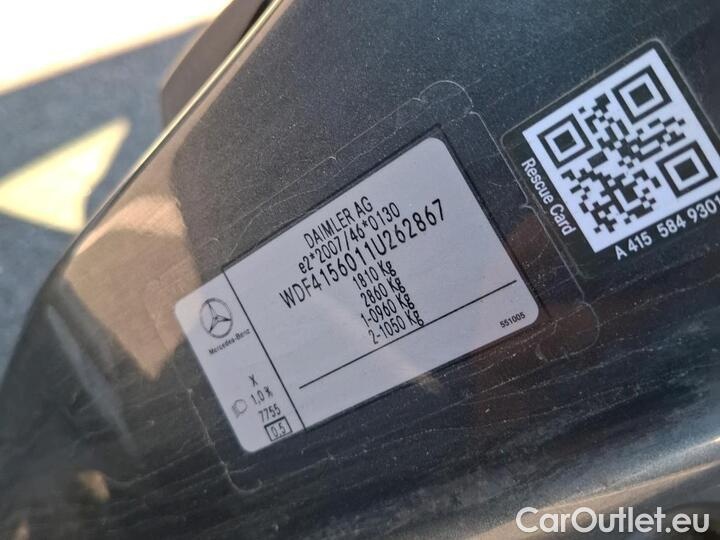 DAIMLER AG
e2*2007/46*0130
WDF4156011U262867
1810 Kg
2860 Kg
1-0960 Kg
2-1050 Kg
Mercedes-Benz
551005
X
1,0 %
7755
0.5
Rescue Card
A 415 584 9301
CarOutlet.eu